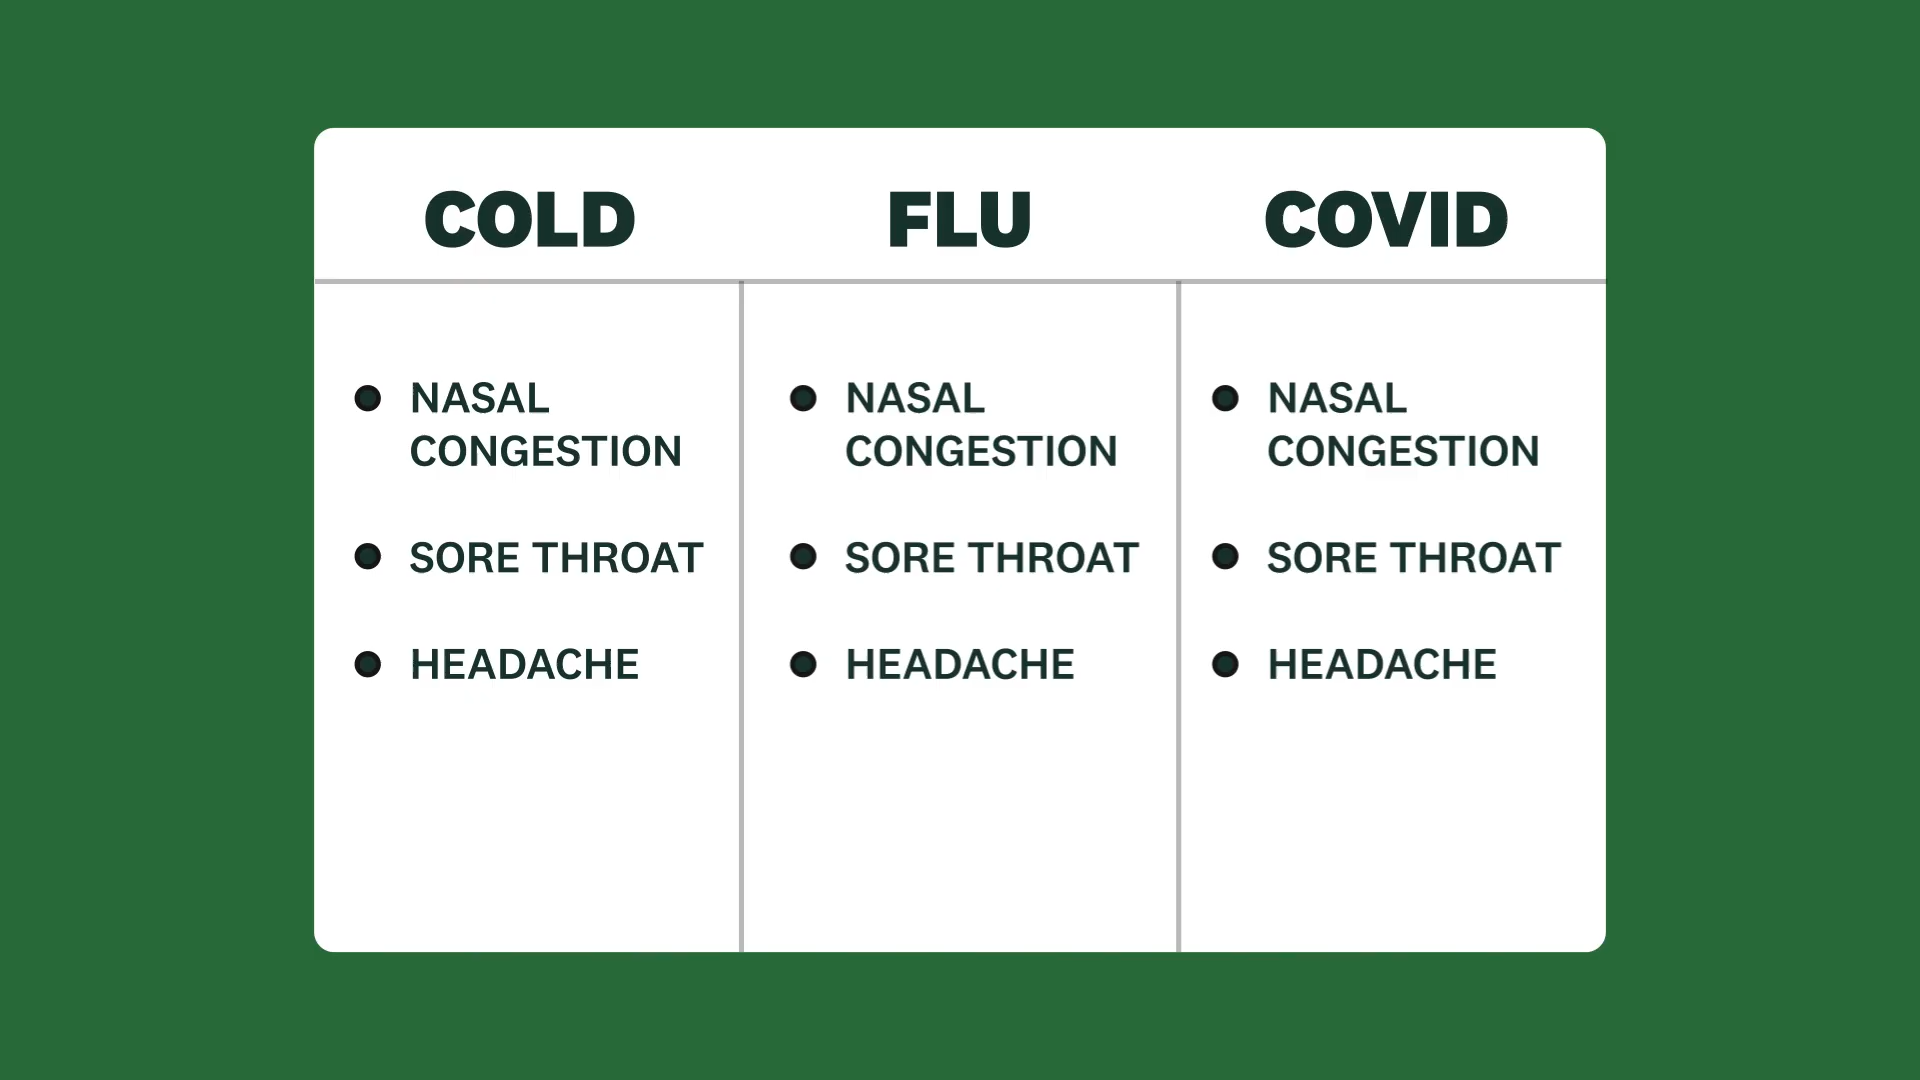 COLD
NASAL
CONGESTION
SORE THROAT
HEADACHE
FLU
NASAL
CONGESTION
SORE THROAT
HEADACHE
COVID
NASAL
CONGESTION
SORE THROAT
HEADACHE